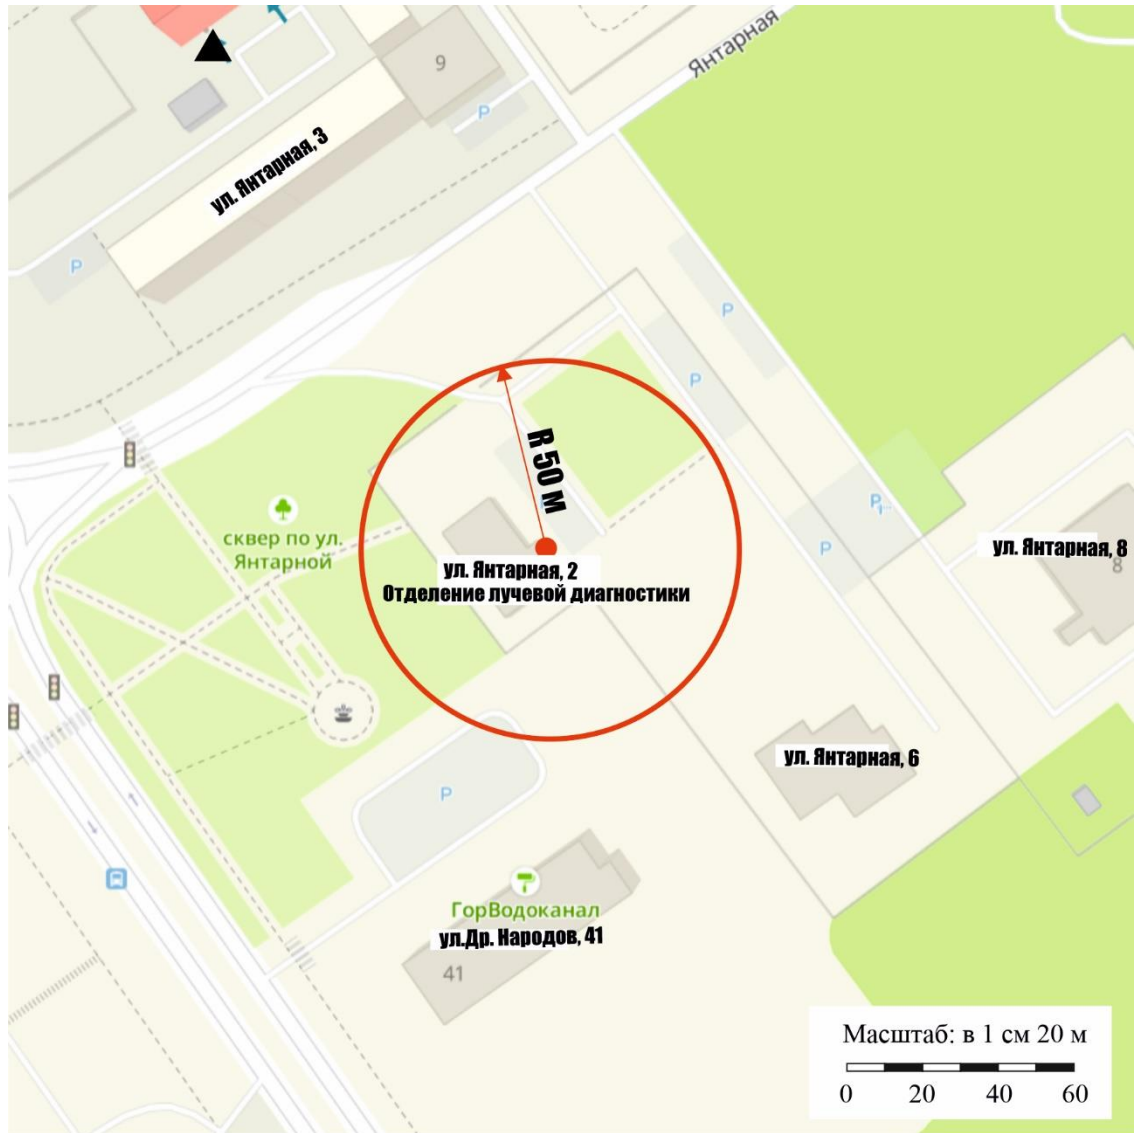 Янтарная
9
P
ул. Янтарная, 3
P
P
P
R 50 м
сквер по ул.
Янтарной
P
P
ул. Янтарная, 8
8
ул. Янтарная, 2
Отделение лучевой диагностики
ул. Янтарная, 6
P
ГорВодоканал
ул.Др. Народов, 41
41
Масштаб: в 1 см 20 м
0 20 40 60